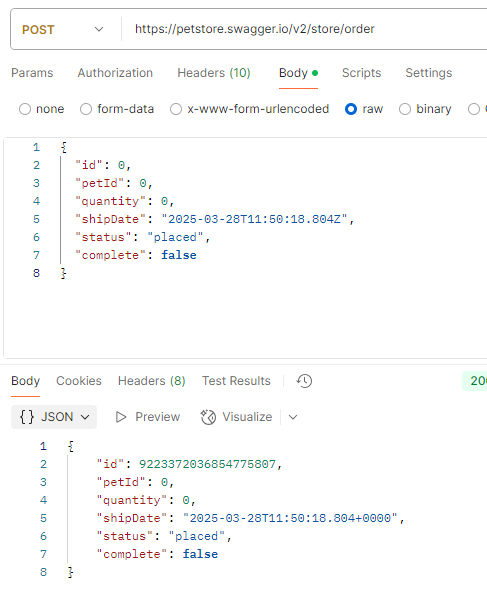 POST https://petstore.swagger.io/v2/store/order
Params Authorization Headers (10) Body Scripts Settings
none form-data x-www-form-urlencoded raw binary
1 {
2 "id": 0,
3 "petId": 0,
4 "quantity": 0,
5 "shipDate": "2025-03-28T11:50:18.804Z",
6 "status": "placed",
7 "complete": false
8 }
Body Cookies Headers (8) Test Results
{} JSON Preview Visualize
1 {
2 "id": 9223372036854775807,
3 "petId": 0,
4 "quantity": 0,
5 "shipDate": "2025-03-28T11:50:18.804+0000",
6 "status": "placed",
7 "complete": false
8 }